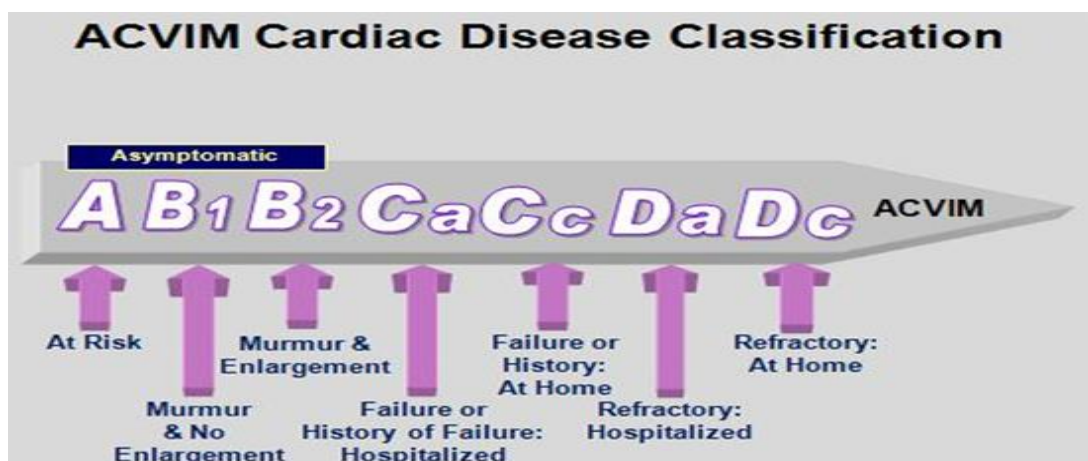 ACVIM Cardiac Disease Classification
Asymptomatic
A B1 B2 Ca Cc Da Dc ACVIM
At Risk
Murmur
& No
Enlargement
Murmur &
Enlargement
Failure or
History of Failure:
Hospitalized
Failure or
History:
At Home
Refractory:
Hospitalized
Refractory:
At Home